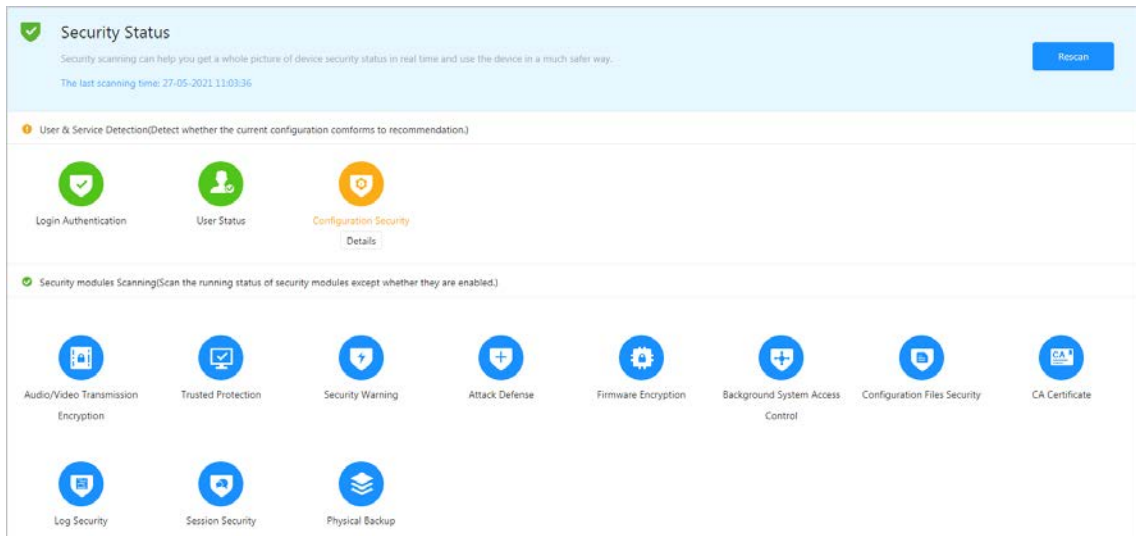 Security Status
Security scanning can help you get a whole picture of device security status in real time and use the device in a much safer way.
Rescan
The last scanning time: 27-05-2021 11:03:36
User & Service Detection(Detect whether the current configuration comforms to recommendation.)
Login Authentication
User Status
Configuration Security
Details
Security modules Scanning(Scan the running status of security modules except whether they are enabled.)
CA
Audio/Video Transmission
Encryption
Trusted Protection
Security Warning
Attack Defense
Firmware Encryption
Background System Access
Control
Configuration Files Security
CA Certificate
Log Security
Session Security
Physical Backup